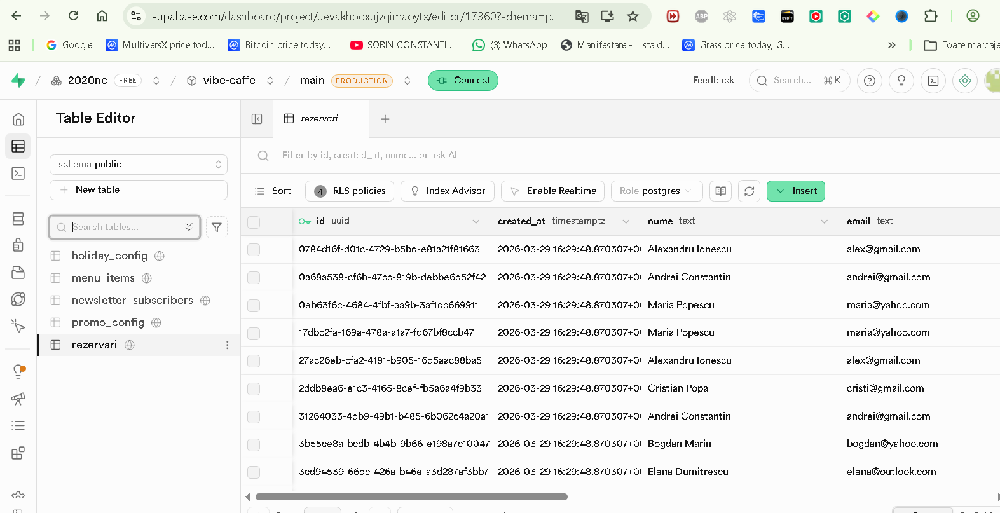 supabase.com/dashboard/project/uevakhbqxujzqimaoytx/editor/17360?schema=p...
Google
MultiversX price tod...
Bitcoin price today,...
SORIN CONSTANTI...
(3) WhatsApp
Manifestare - Lista d...
Grass price today, G...
Toate marcaje
2020nc FREE
vibe-caffe
main PRODUCTION
Connect
Feedback
Search... ⌘K
Table Editor
rezervari
schema public
Filter by id, created_at, nume... or ask AI
New table
Sort
4 RLS policies
Index Advisor
Enable Realtime
Role postgres
Insert
Search tables...
holiday_config
menu_items
newsletter_subscribers
promo_config
rezervari
id uuid created_at timestamptz nume text email text
0784d16f-d01c-4729-b5bd-e81a21f81663 2026-03-29 16:29:48.870307+0 Alexandru Ionescu alex@gmail.com
0a68a538-cf6b-47cc-819b-debbe6d52f42 2026-03-29 16:29:48.870307+0 Andrei Constantin andrei@gmail.com
0eb63f6c-4684-4fbf-aa9b-3af1dc669911 2026-03-29 16:29:48.870307+0 Maria Popescu maria@yahoo.com
17dbc2fa-169a-478a-a1a7-fd67bf8ccb47 2026-03-29 16:29:48.870307+0 Maria Popescu maria@yahoo.com
27ac26eb-cfa2-4181-b905-16d5aac88ba5 2026-03-29 16:29:48.870307+0 Alexandru Ionescu alex@gmail.com
2ddb8ea6-e1c3-4165-8cef-fb5a6a4f9b33 2026-03-29 16:29:48.870307+0 Cristian Popa cristi@gmail.com
31264033-4db9-49b1-b485-6b062c4a20a1 2026-03-29 16:29:48.870307+0 Andrei Constantin andrei@gmail.com
3b55ce8a-bcdb-4b4b-9b66-e198a7c10047 2026-03-29 16:29:48.870307+0 Bogdan Marin bogdan@yahoo.com
3cd94539-66dc-426a-b46e-a3d287af3bb7 2026-03-29 16:29:48.870307+0 Elena Dumitrescu elena@outlook.com